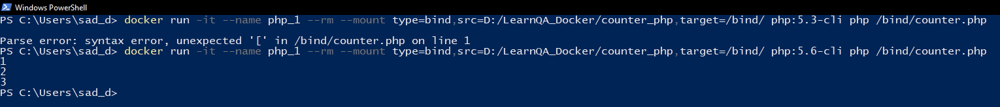 Windows PowerShell
PS C:\Users\sad_d> docker run -it --name php_1 --rm --mount type=bind,src=D:/LearnQA_Docker/counter_php,target=/bind/ php:5.3-cli php /bind/counter.php
Parse error: syntax error, unexpected '[' in /bind/counter.php on line 1
PS C:\Users\sad_d> docker run -it --name php_1 --rm --mount type=bind,src=D:/LearnQA_Docker/counter_php,target=/bind/ php:5.6-cli php /bind/counter.php
1
2
3
PS C:\Users\sad_d>